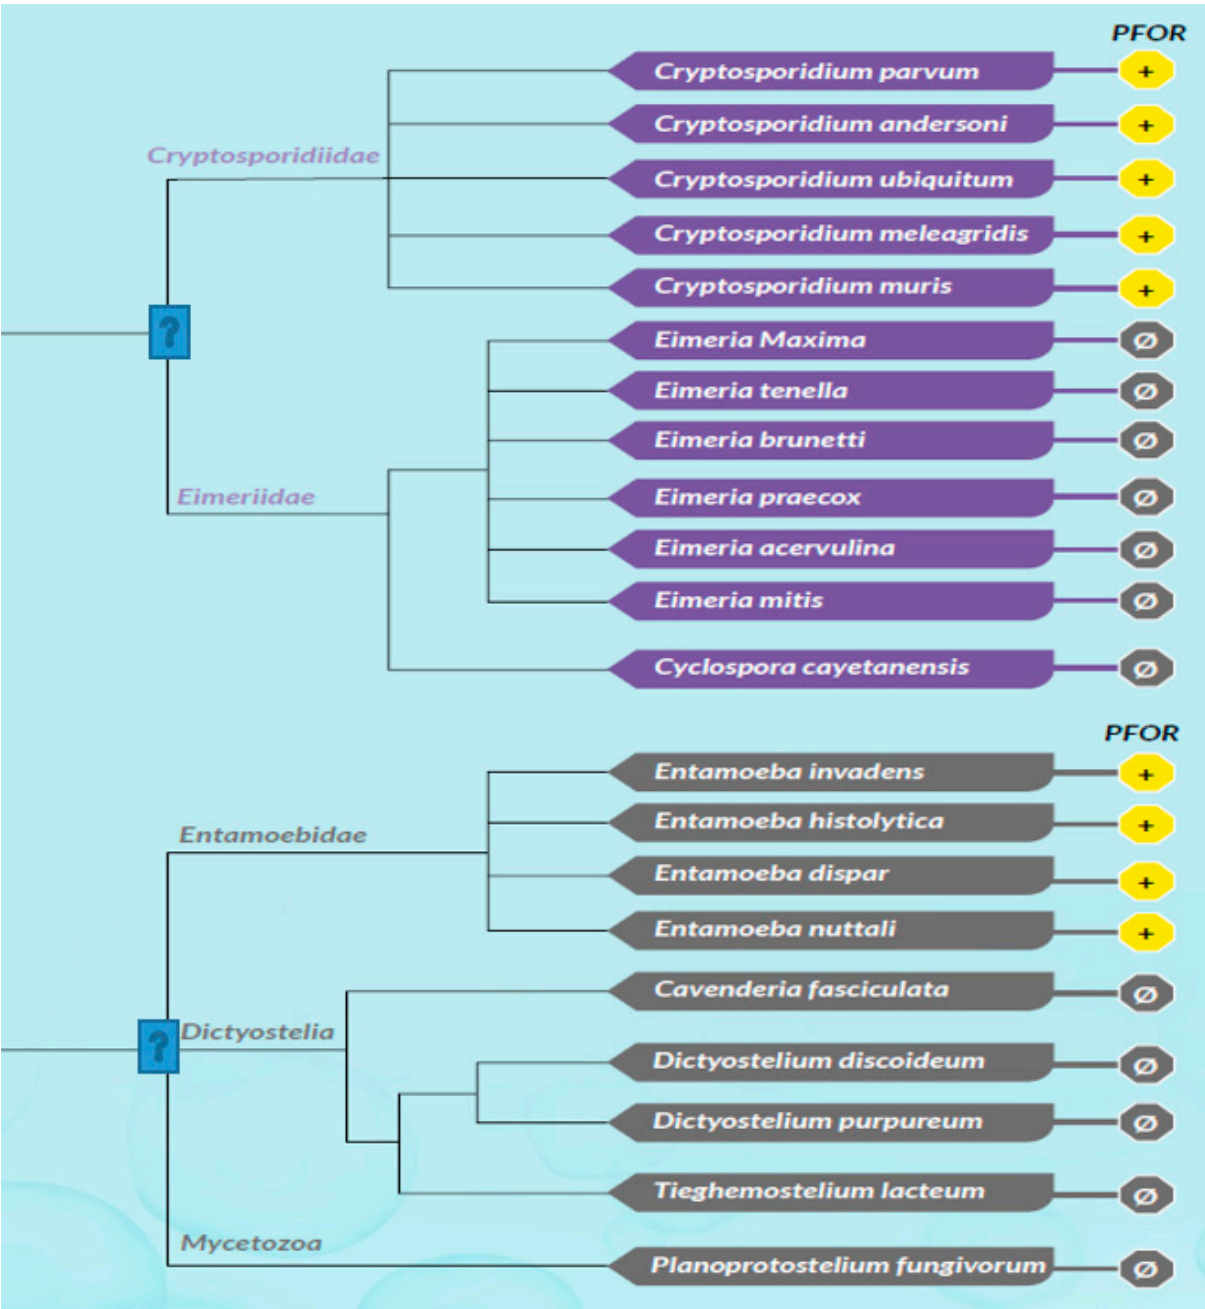 PFOR
Cryptosporidium parvum +
Cryptosporidium andersoni +
Cryptosporidiidae
Cryptosporidium ubiquitum +
Cryptosporidium meleagridis +
Cryptosporidium muris +
?
Eimeria Maxima Ø
Eimeria tenella Ø
Eimeria brunetti Ø
Eimeriidae
Eimeria praecox Ø
Eimeria acervulina Ø
Eimeria mitis Ø
Cyclospora cayetanensis Ø
PFOR
Entamoeba invadens +
Entamoeba histolytica +
Entamoebidae
Entamoeba dispar +
Entamoeba nuttali +
Cavenderia fasciculata Ø
? Dictyostelia
Dictyostelium discoideum Ø
Dictyostelium purpureum Ø
Tieghemostelium lacteum Ø
Mycetozoa
Planoprotostelium fungivorum Ø